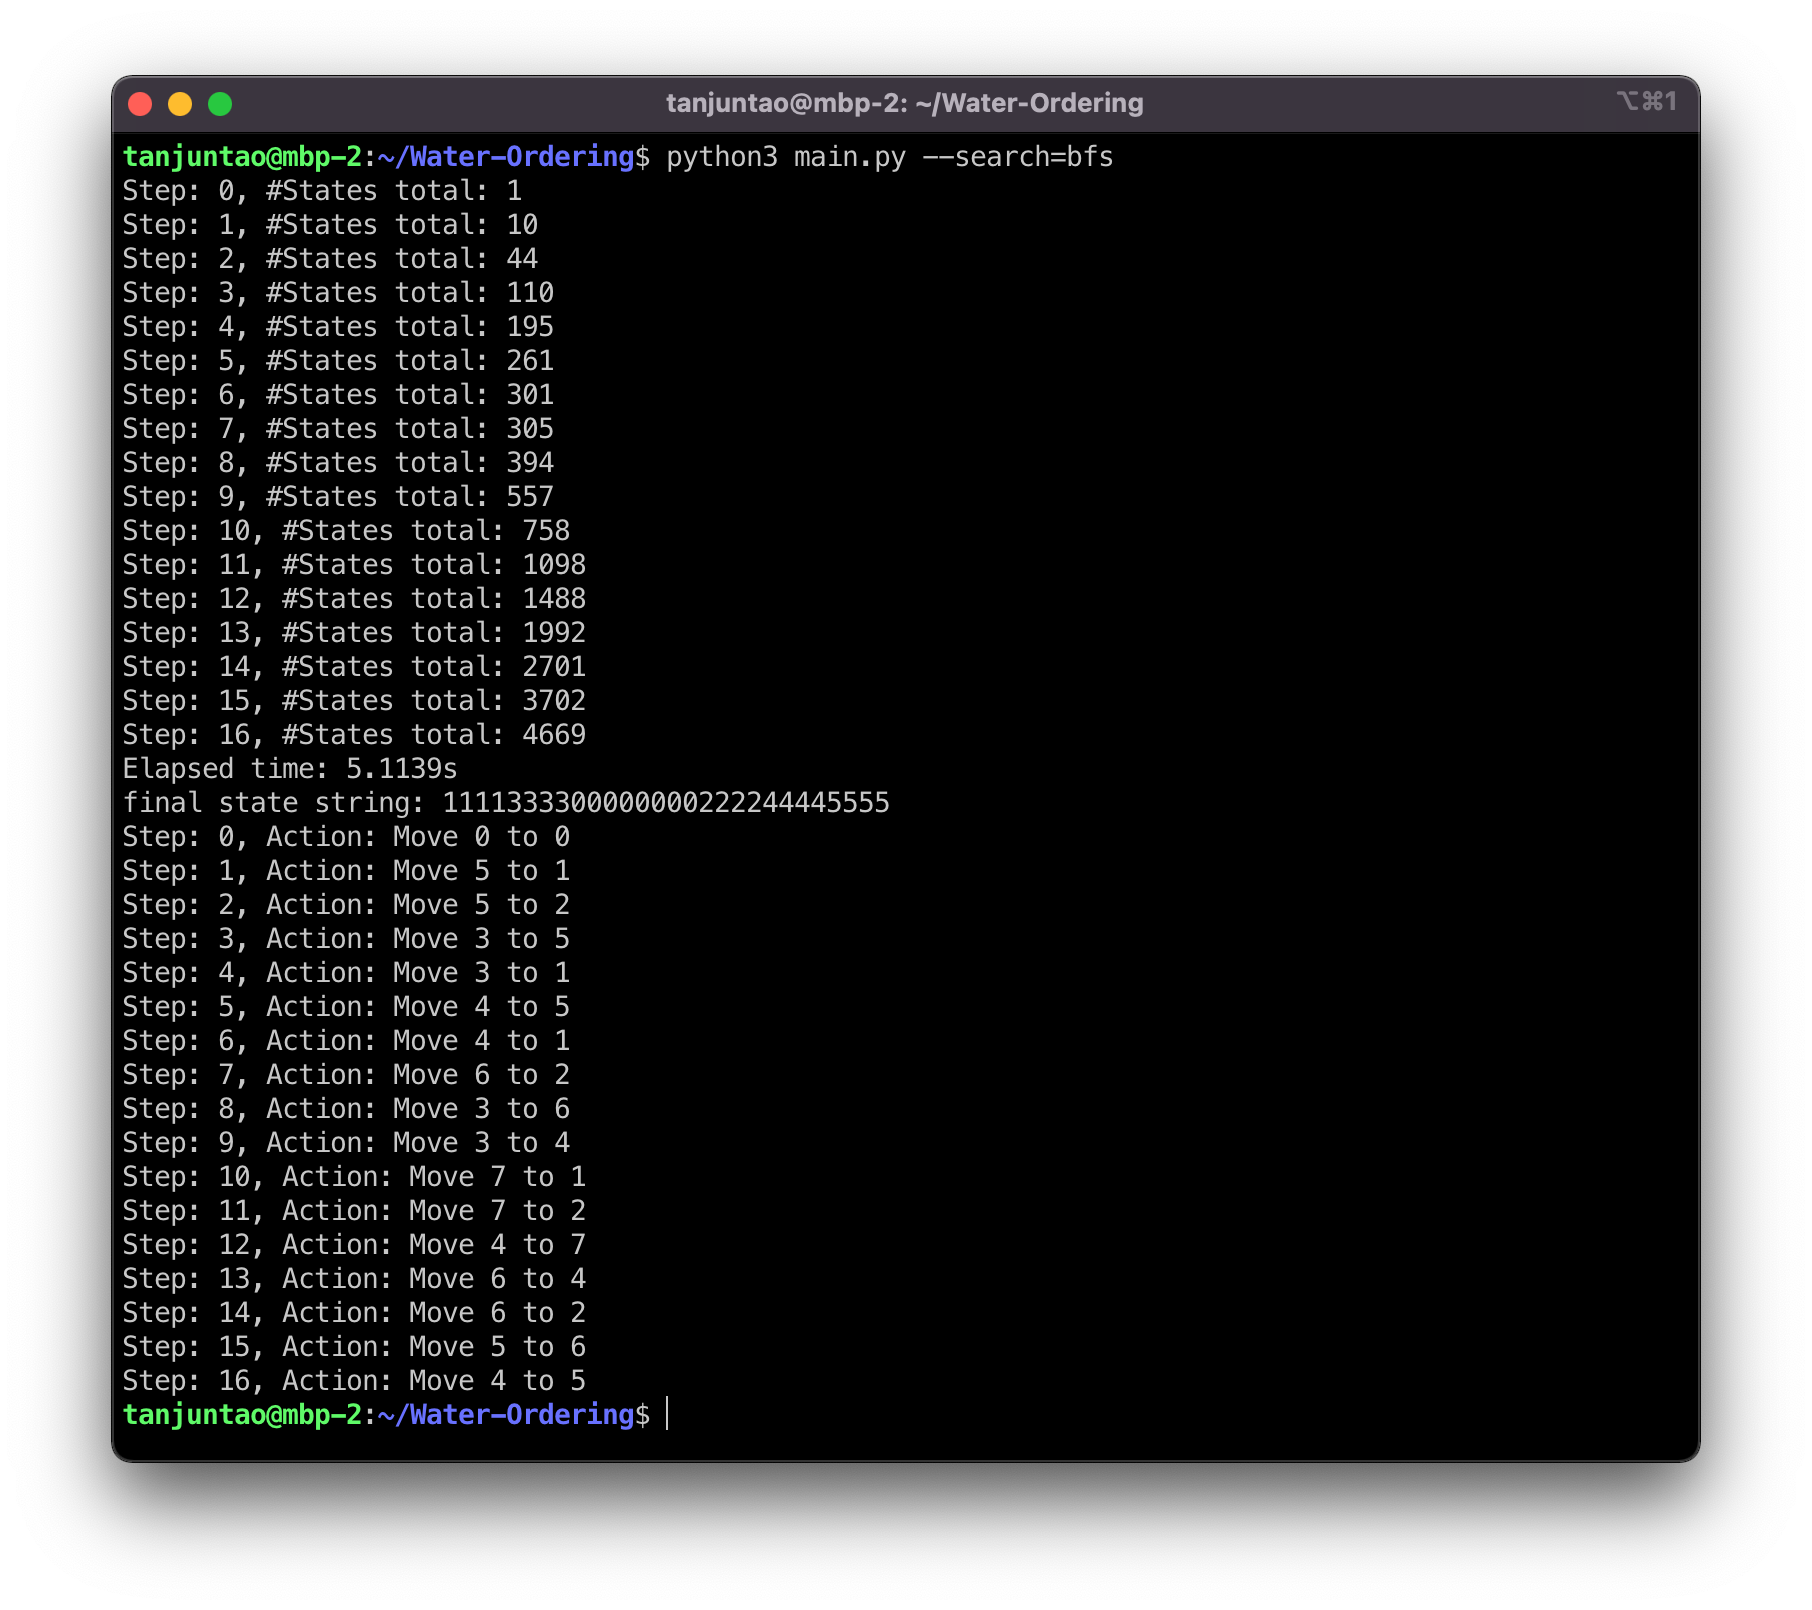 tanjuntao@mbp-2: ~/Water-Ordering ⌥⌘1
tanjuntao@mbp-2:~/Water-Ordering$ python3 main.py --search=bfs
Step: 0, #States total: 1
Step: 1, #States total: 10
Step: 2, #States total: 44
Step: 3, #States total: 110
Step: 4, #States total: 195
Step: 5, #States total: 261
Step: 6, #States total: 301
Step: 7, #States total: 305
Step: 8, #States total: 394
Step: 9, #States total: 557
Step: 10, #States total: 758
Step: 11, #States total: 1098
Step: 12, #States total: 1488
Step: 13, #States total: 1992
Step: 14, #States total: 2701
Step: 15, #States total: 3702
Step: 16, #States total: 4669
Elapsed time: 5.1139s
final state string: 1111333300000000222244445555
Step: 0, Action: Move 0 to 0
Step: 1, Action: Move 5 to 1
Step: 2, Action: Move 5 to 2
Step: 3, Action: Move 3 to 5
Step: 4, Action: Move 3 to 1
Step: 5, Action: Move 4 to 5
Step: 6, Action: Move 4 to 1
Step: 7, Action: Move 6 to 2
Step: 8, Action: Move 3 to 6
Step: 9, Action: Move 3 to 4
Step: 10, Action: Move 7 to 1
Step: 11, Action: Move 7 to 2
Step: 12, Action: Move 4 to 7
Step: 13, Action: Move 6 to 4
Step: 14, Action: Move 6 to 2
Step: 15, Action: Move 5 to 6
Step: 16, Action: Move 4 to 5
tanjuntao@mbp-2:~/Water-Ordering$